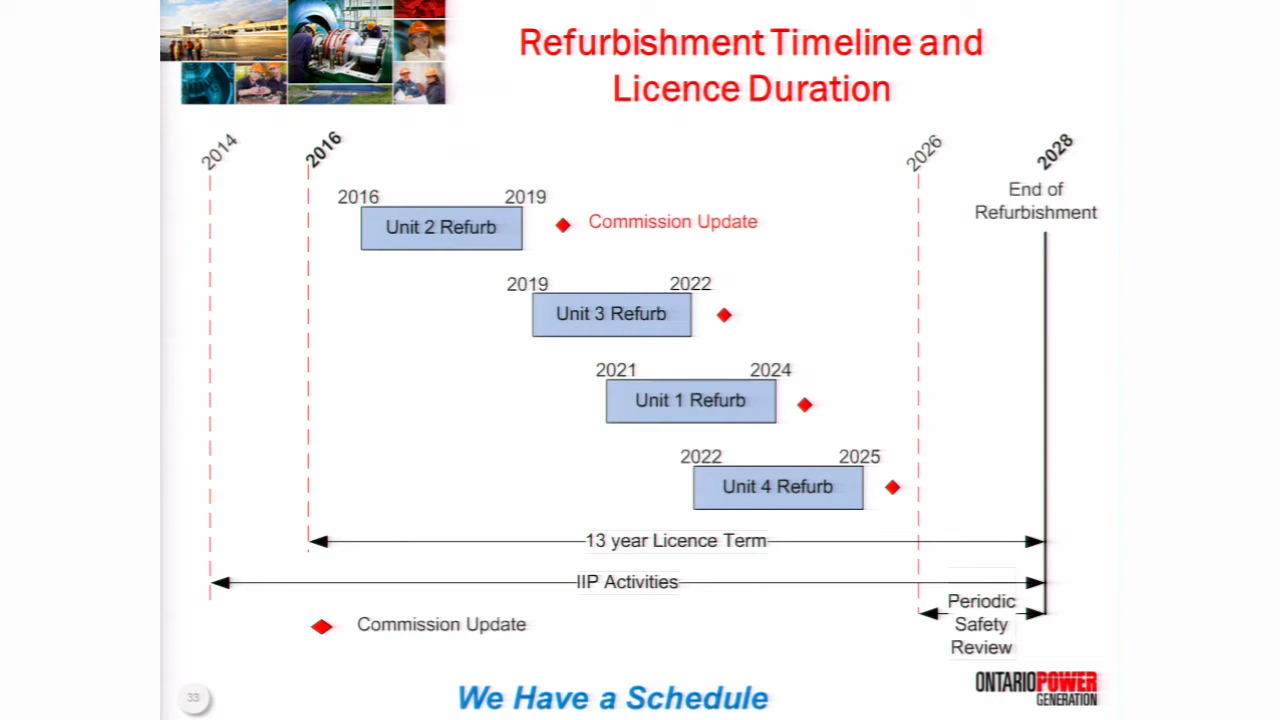 Refurbishment Timeline and
Licence Duration
2014
2016
2026
2028
End of
Refurbishment
2016
2019
Unit 2 Refurb
Commission Update
2019
2022
Unit 3 Refurb
2021
2024
Unit 1 Refurb
2022
2025
Unit 4 Refurb
13 year Licence Term
IIP Activities
Periodic
Safety
Review
Commission Update
33
We Have a Schedule
ONTARIOPOWER
GENERATION